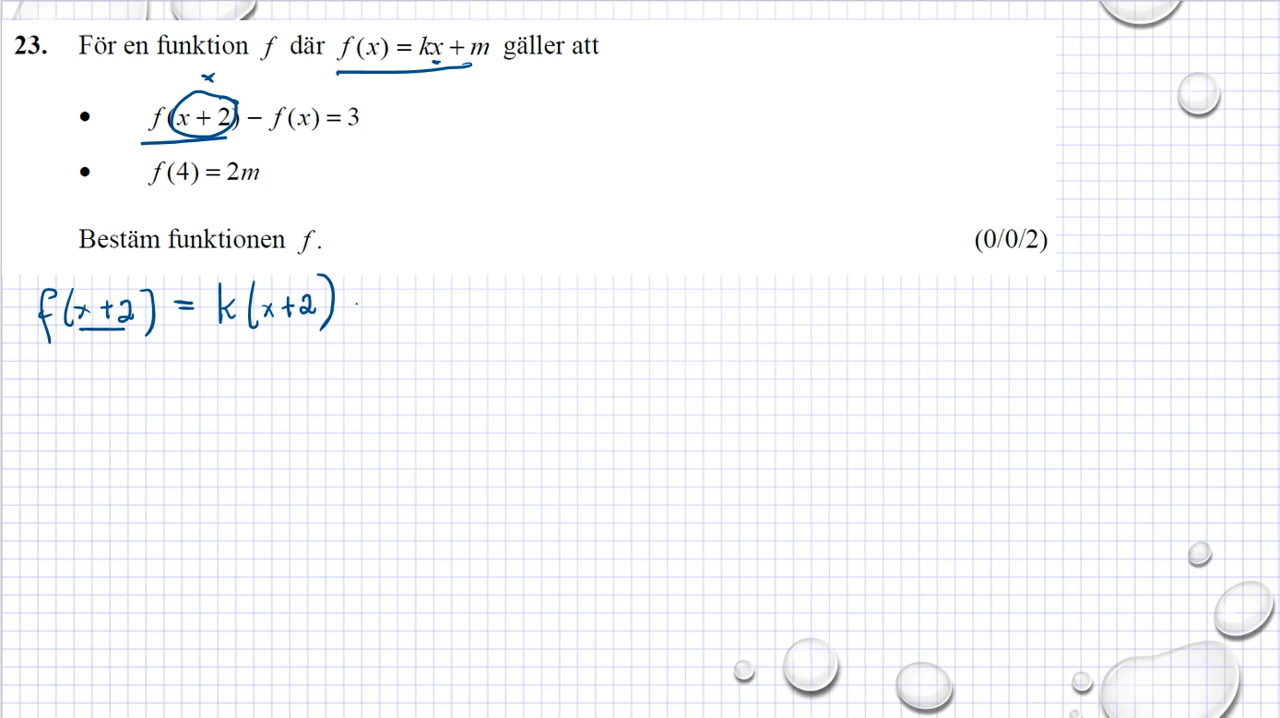 23. För en funktion f där f(x) = kx + m gäller att
x
• f(x + 2) − f(x) = 3
• f(4) = 2m
Bestäm funktionen f. (0/0/2)
f(x+2) = k(x+2)